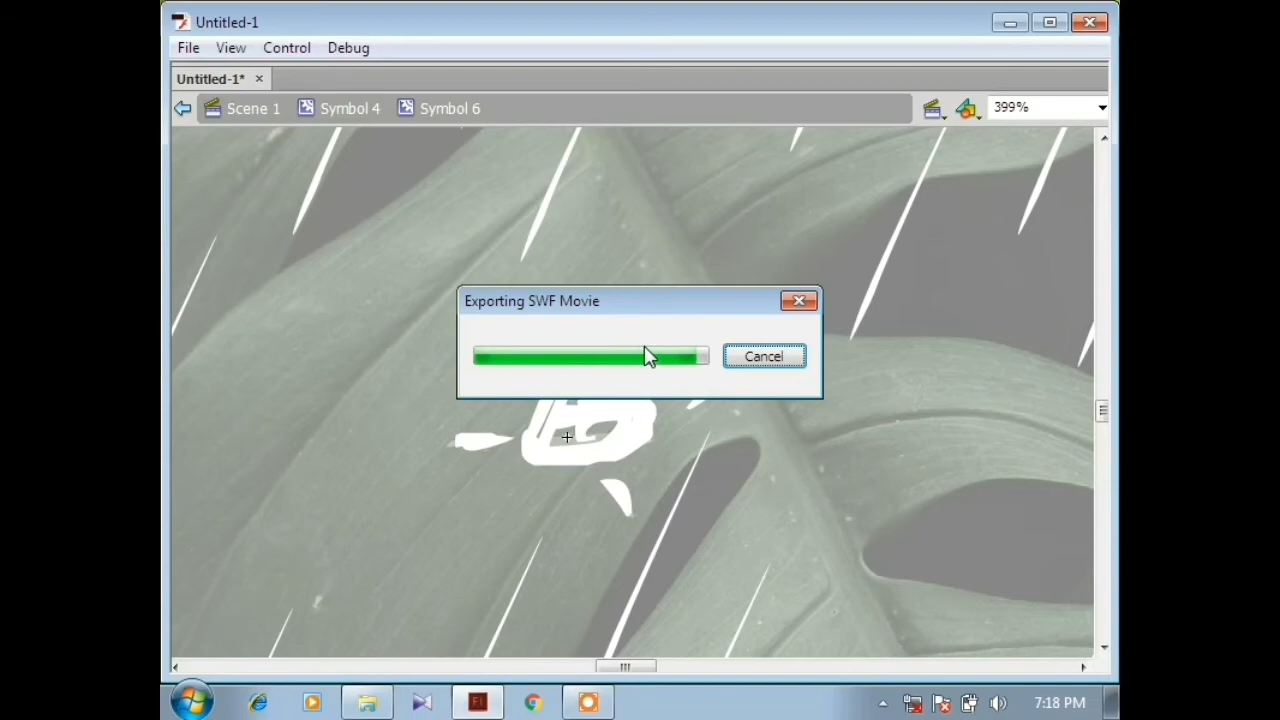 Untitled-1
File View Control Debug
Untitled-1* ×
Scene 1 Symbol 4 Symbol 6 399%
Exporting SWF Movie
Cancel
7:18 PM